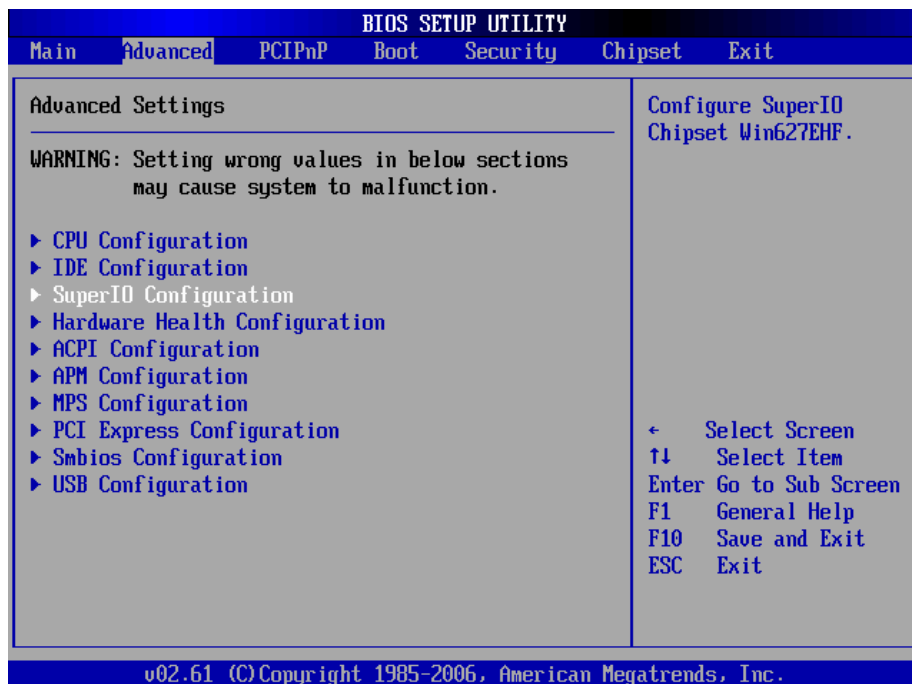 BIOS SETUP UTILITY
Main Advanced PCIPnP Boot Security Chipset Exit
Advanced Settings
WARNING: Setting wrong values in below sections
may cause system to malfunction.
▶ CPU Configuration
▶ IDE Configuration
▶ SuperIO Configuration
▶ Hardware Health Configuration
▶ ACPI Configuration
▶ APM Configuration
▶ MPS Configuration
▶ PCI Express Configuration
▶ Smbios Configuration
▶ USB Configuration
Configure SuperIO
Chipset Win627EHF.
← Select Screen
↑↓ Select Item
Enter Go to Sub Screen
F1 General Help
F10 Save and Exit
ESC Exit
v02.61 (C)Copyright 1985-2006, American Megatrends, Inc.